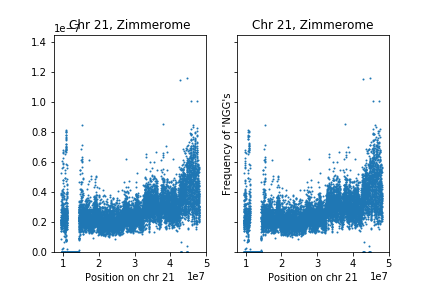 1e−7
Chr 21, Zimmerome
1.4
1.2
1.0
0.8
0.6
0.4
0.2
0.0
1 2 3 4 5
1e7
Position on chr 21
Chr 21, Zimmerome
Frequency of 'NGG's
1 2 3 4 5
1e7
Position on chr 21